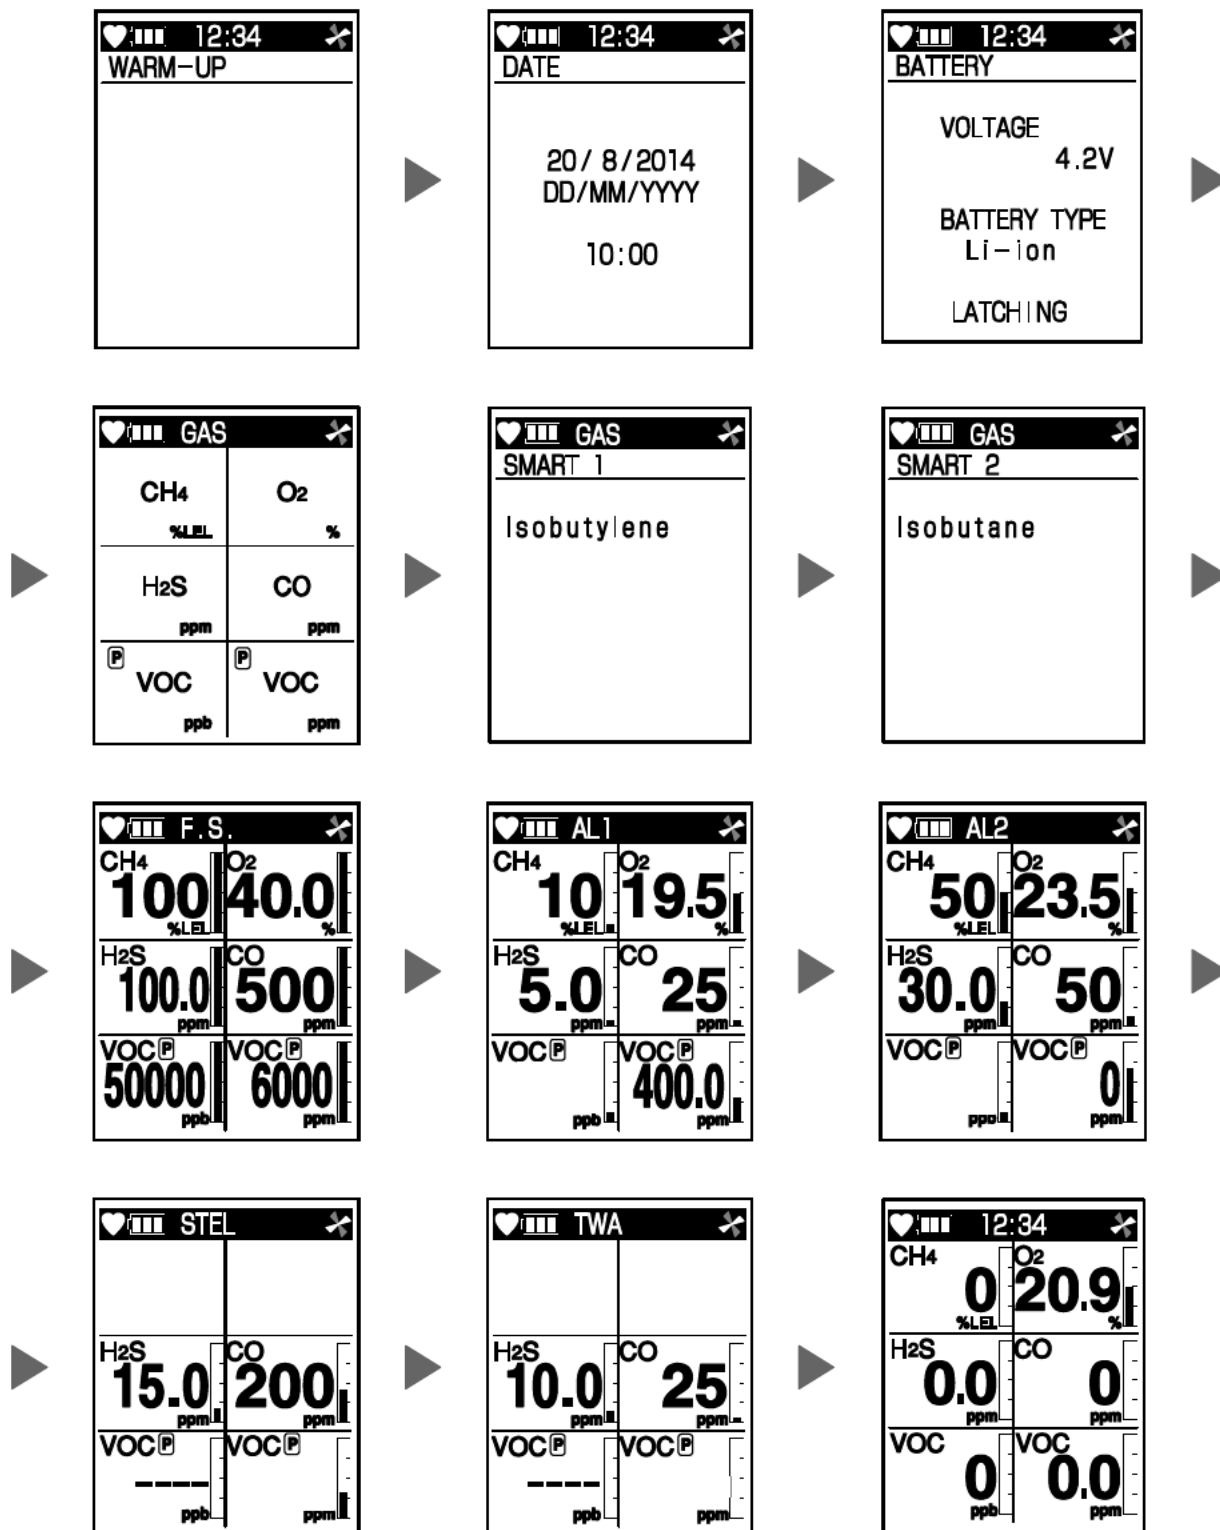 12:34
WARM-UP
12:34
DATE
20/ 8/2014
DD/MM/YYYY
10:00
12:34
BATTERY
VOLTAGE
4.2V
BATTERY TYPE
Li-ion
LATCHING
GAS
CH4 O2
%LEL %
H2S CO
ppm ppm
P P
VOC VOC
ppb ppm
GAS
SMART 1
Isobutylene
GAS
SMART 2
Isobutane
F.S.
CH4 O2
100 40.0
%LEL %
H2S CO
100.0 500
ppm ppm
VOC P VOC P
50000 6000
ppb ppm
AL1
CH4 O2
10 19.5
%LEL %
H2S CO
5.0 25
ppm ppm
VOC P VOC P
400.0
ppb ppm
AL2
CH4 O2
50 23.5
%LEL %
H2S CO
30.0 50
ppm ppm
VOC P VOC P
0
ppb ppm
STEL
H2S CO
15.0 200
ppm ppm
VOC P VOC P
----
ppb ppm
TWA
H2S CO
10.0 25
ppm ppm
VOC P VOC P
----
ppb ppm
12:34
CH4 O2
0 20.9
%LEL %
H2S CO
0.0 0
ppm ppm
VOC VOC
0 0.0
ppb ppm